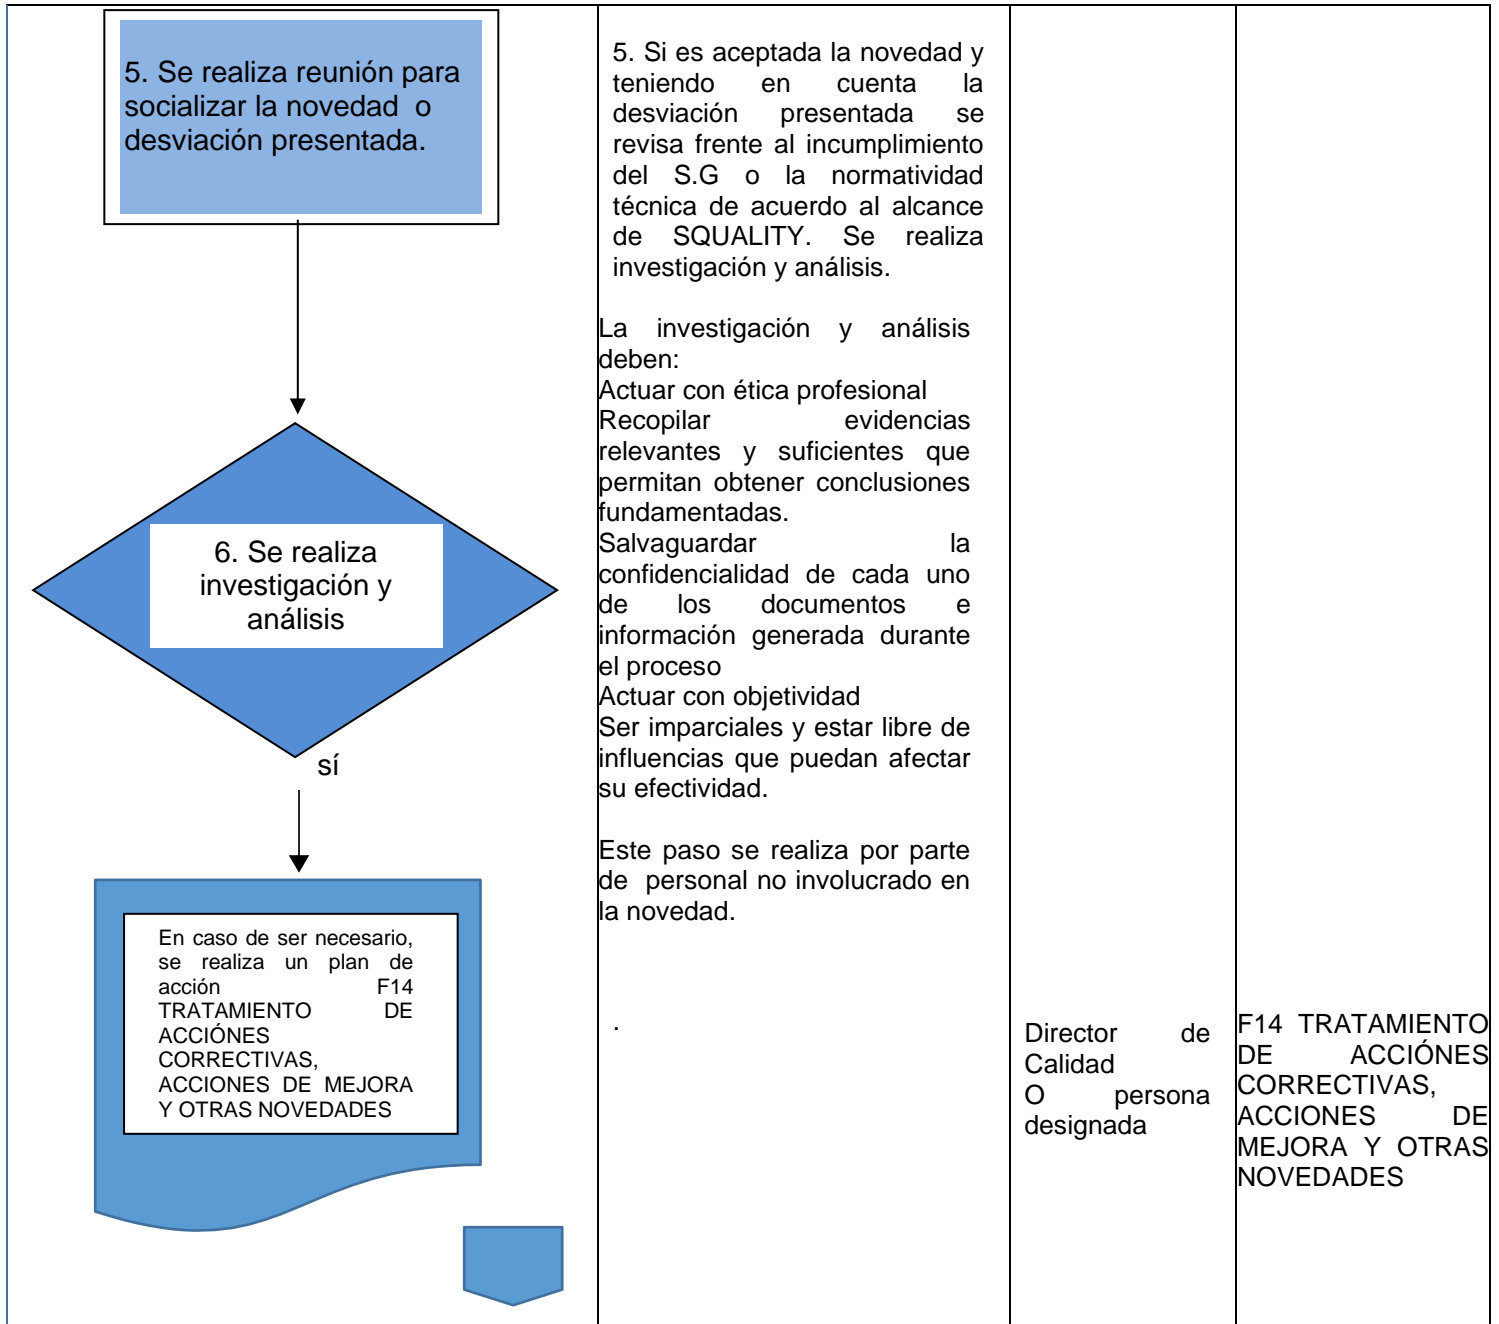 5. Se realiza reunión para
socializar la novedad o
desviación presentada.
6. Se realiza
investigación y
análisis
sí
En caso de ser necesario,
se realiza un plan de
acción F14
TRATAMIENTO DE
ACCIÓNES
CORRECTIVAS,
ACCIONES DE MEJORA
Y OTRAS NOVEDADES
5. Si es aceptada la novedad y
teniendo en cuenta la
desviación presentada se
revisa frente al incumplimiento
del S.G o la normatividad
técnica de acuerdo al alcance
de SQUALITY. Se realiza
investigación y análisis.
La investigación y análisis
deben:
Actuar con ética profesional
Recopilar evidencias
relevantes y suficientes que
permitan obtener conclusiones
fundamentadas.
Salvaguardar la
confidencialidad de cada uno
de los documentos e
información generada durante
el proceso
Actuar con objetividad
Ser imparciales y estar libre de
influencias que puedan afectar
su efectividad.
Este paso se realiza por parte
de personal no involucrado en
la novedad.
.
Director de
Calidad
O persona
designada
F14 TRATAMIENTO
DE ACCIÓNES
CORRECTIVAS,
ACCIONES DE
MEJORA Y OTRAS
NOVEDADES